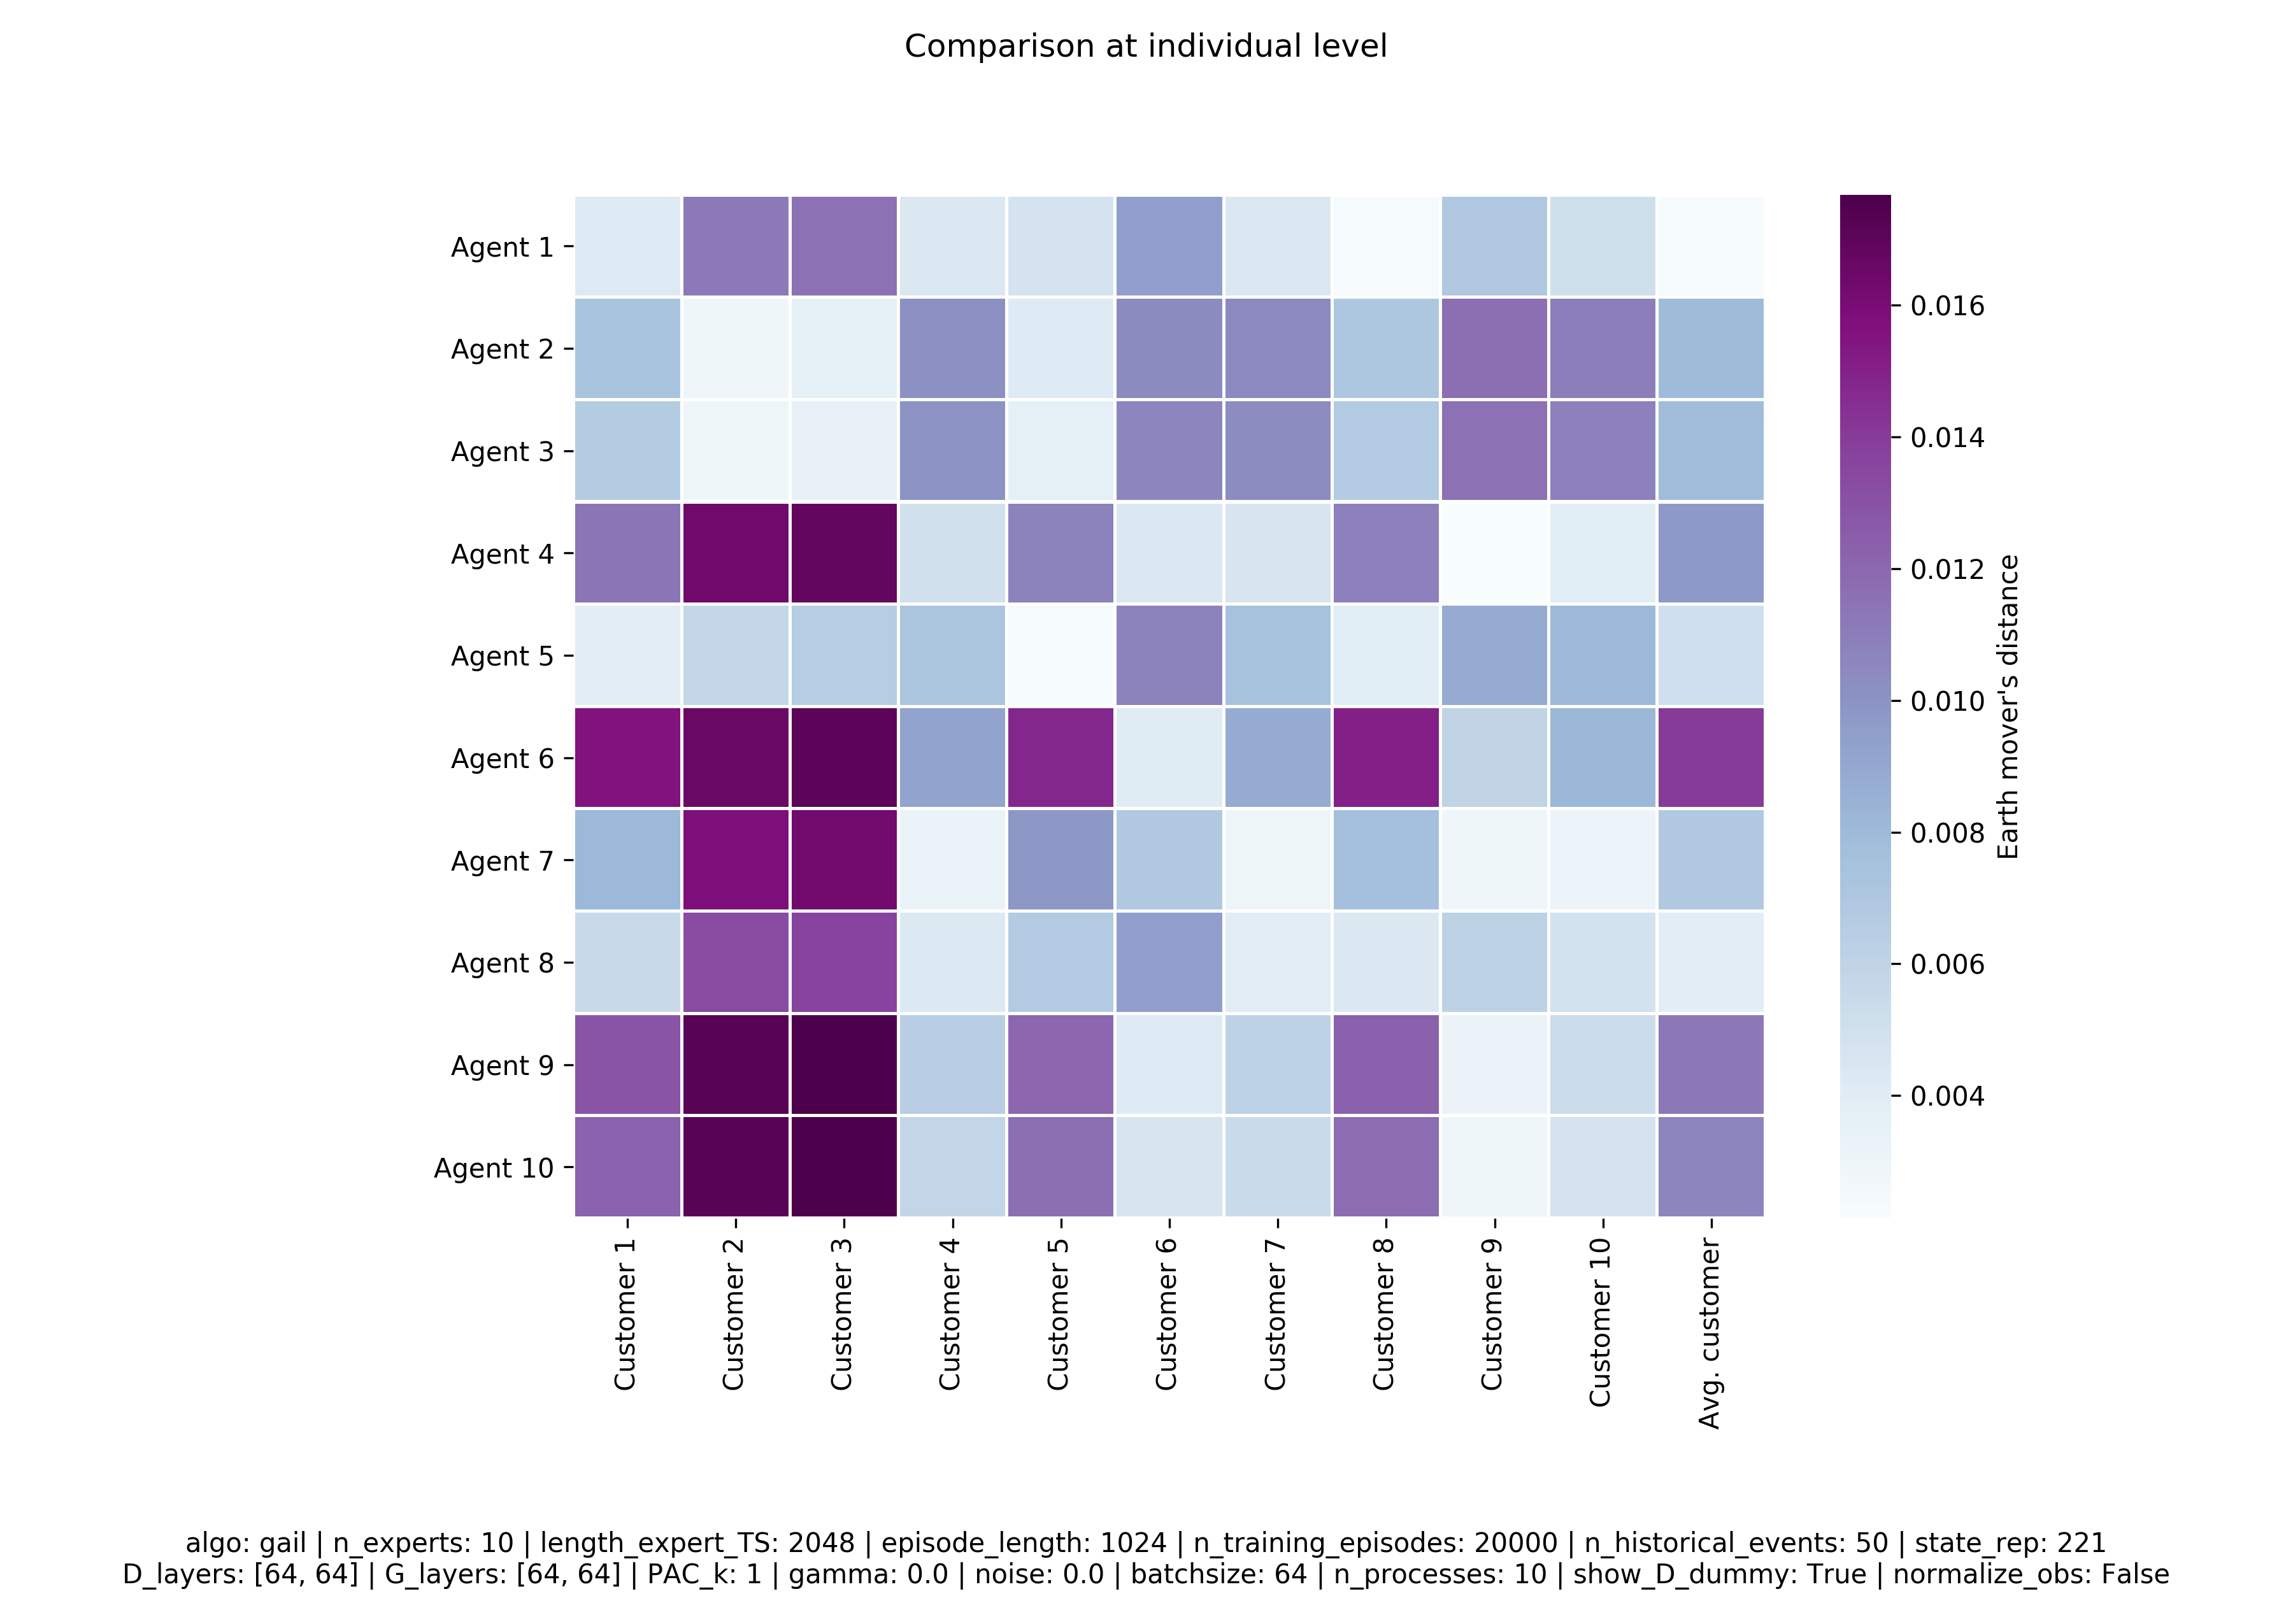 Comparison at individual level
Agent 1
Agent 2
Agent 3
Agent 4
Agent 5
Agent 6
Agent 7
Agent 8
Agent 9
Agent 10
Customer 1
Customer 2
Customer 3
Customer 4
Customer 5
Customer 6
Customer 7
Customer 8
Customer 9
Customer 10
Avg. customer
0.016
0.014
0.012
0.010
0.008
0.006
0.004
Earth mover's distance
algo: gail | n_experts: 10 | length_expert_TS: 2048 | episode_length: 1024 | n_training_episodes: 20000 | n_historical_events: 50 | state_rep: 221
D_layers: [64, 64] | G_layers: [64, 64] | PAC_k: 1 | gamma: 0.0 | noise: 0.0 | batchsize: 64 | n_processes: 10 | show_D_dummy: True | normalize_obs: False